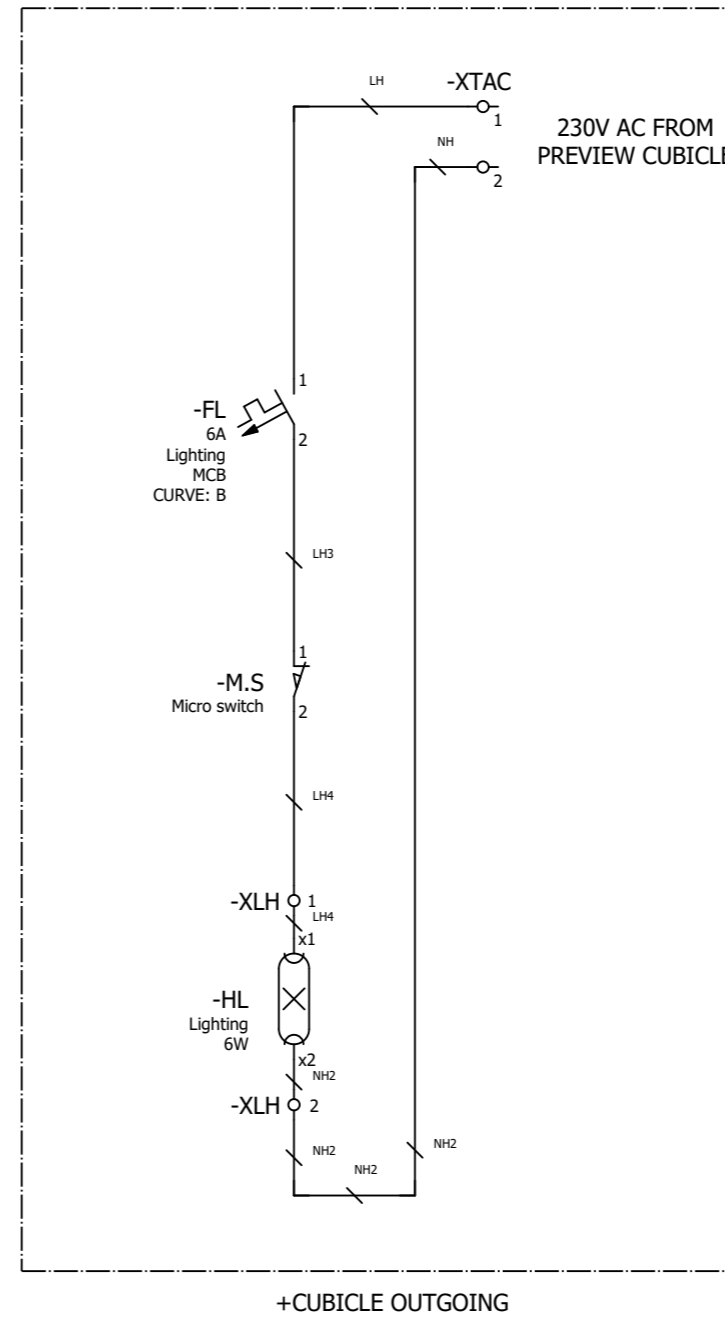 LH
-XTAC
1
230V AC FROM
NH
PREVIEW CUBICLE
2
1
-FL
6A
2
Lighting
MCB
CURVE: B
LH3
1
-M.S
Micro switch
2
LH4
-XLH 1
LH4
x1
-HL
Lighting
6W
x2
NH2
-XLH 2
NH2
NH2
NH2
+CUBICLE OUTGOING